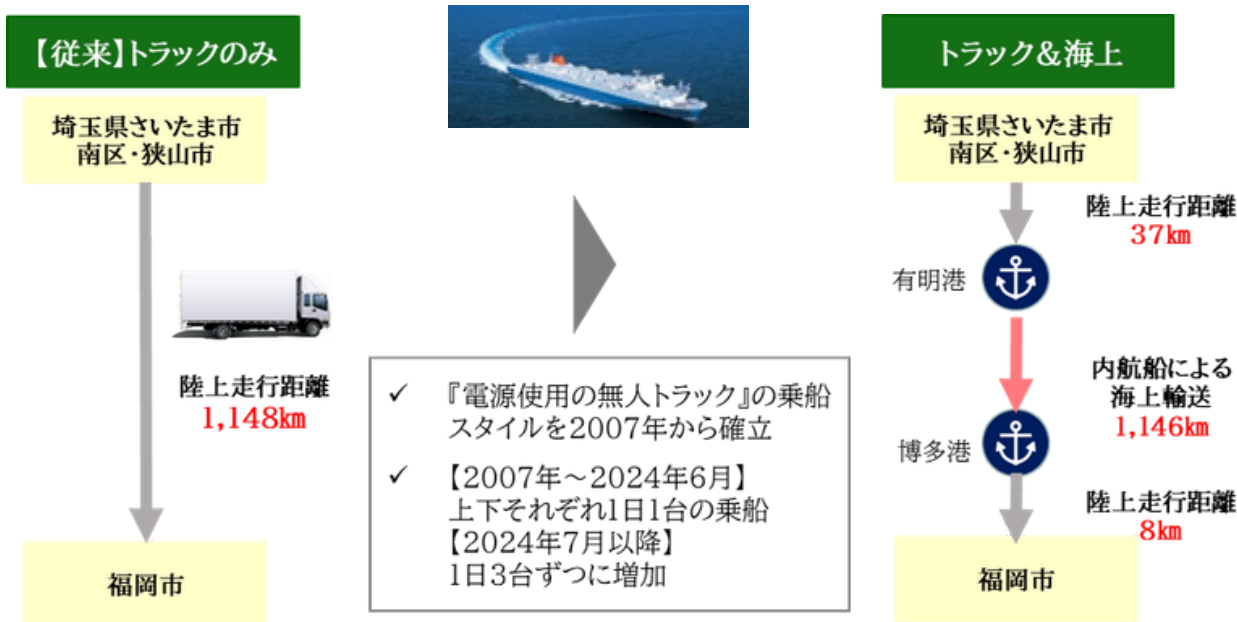 【従来】トラックのみ
埼玉県さいたま市
南区・狭山市
陸上走行距離
1,148㎞
福岡市
✓ 『電源使用の無人トラック』の乗船
スタイルを2007年から確立
✓ 【2007年～2024年6月】
上下それぞれ1日1台の乗船
【2024年7月以降】
1日3台ずつに増加
トラック＆海上
埼玉県さいたま市
南区・狭山市
陸上走行距離
37㎞
有明港
内航船による
海上輸送
1,146㎞
博多港
陸上走行距離
8㎞
福岡市